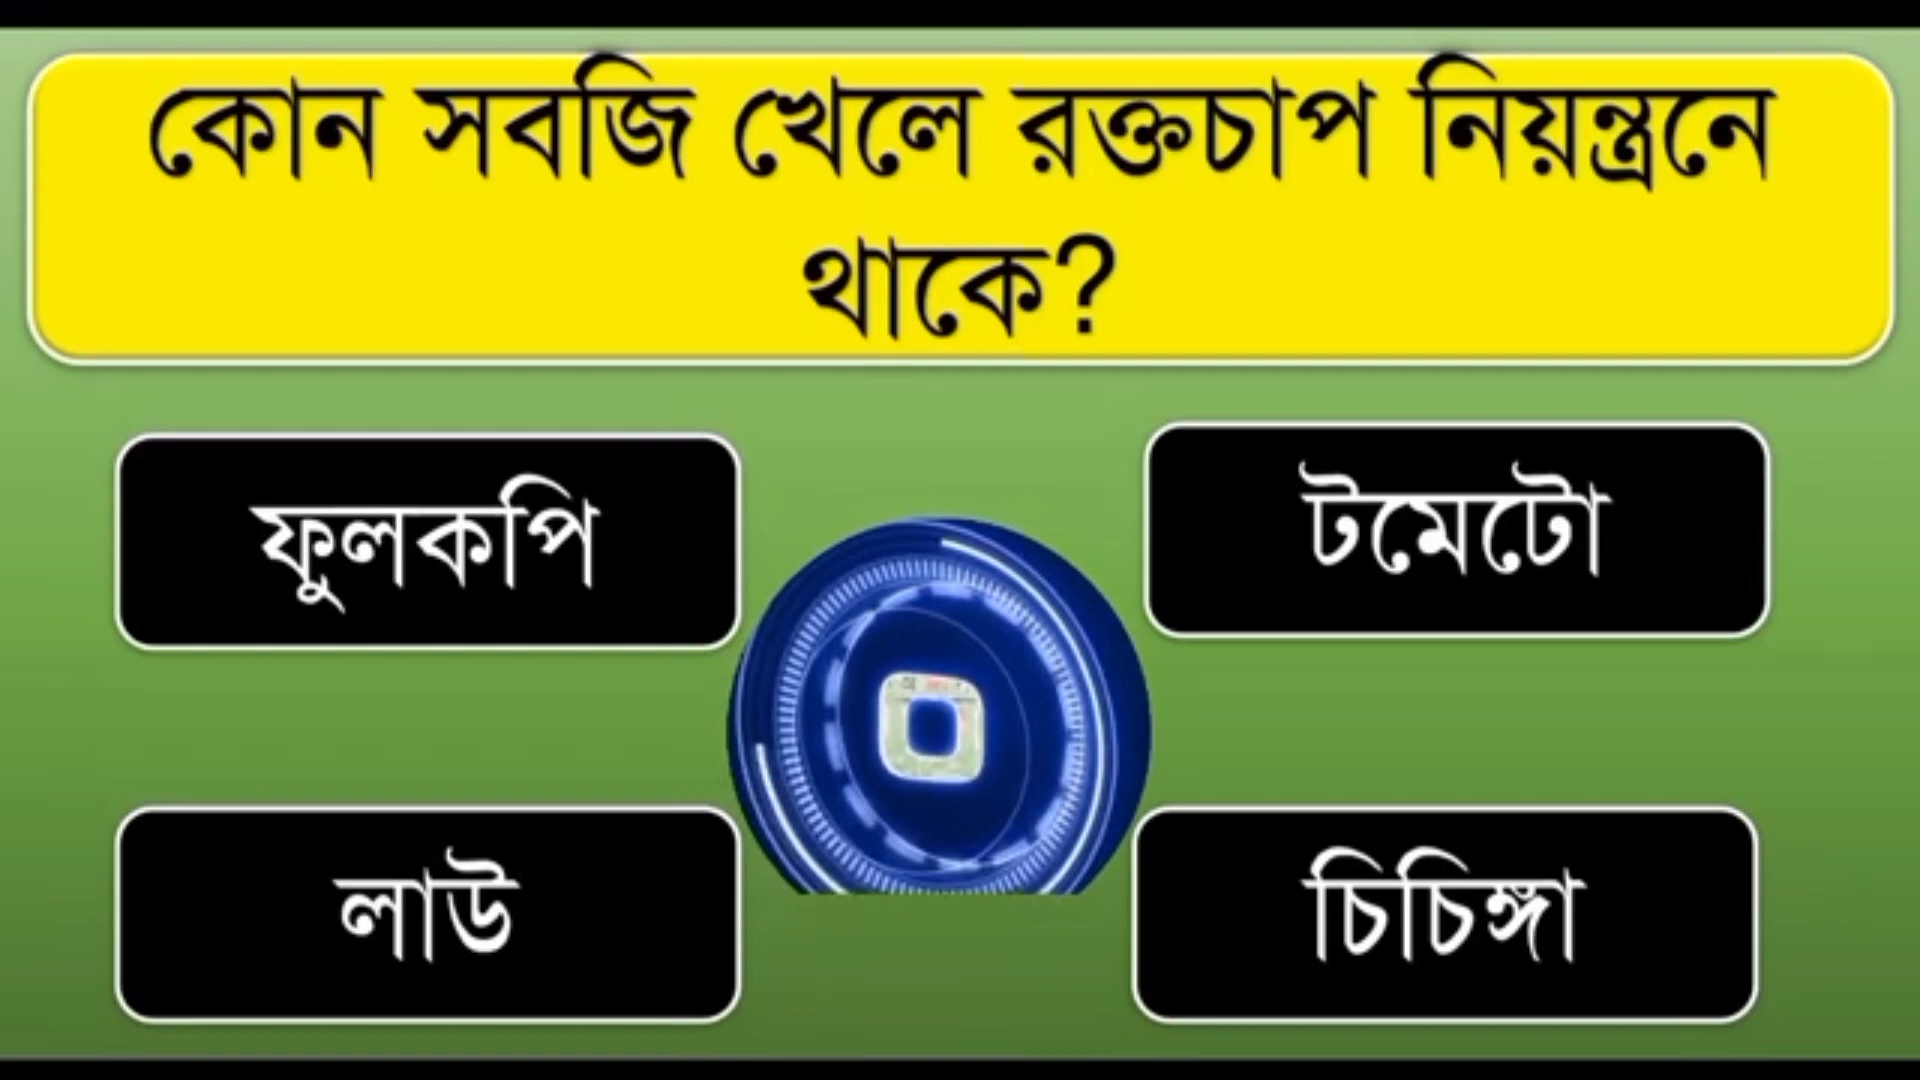 কোন সবজি খেলে রক্তচাপ নিয়ন্ত্রনে
থাকে?
ফুলকপি
টমেটো
লাউ
চিচিঙ্গা